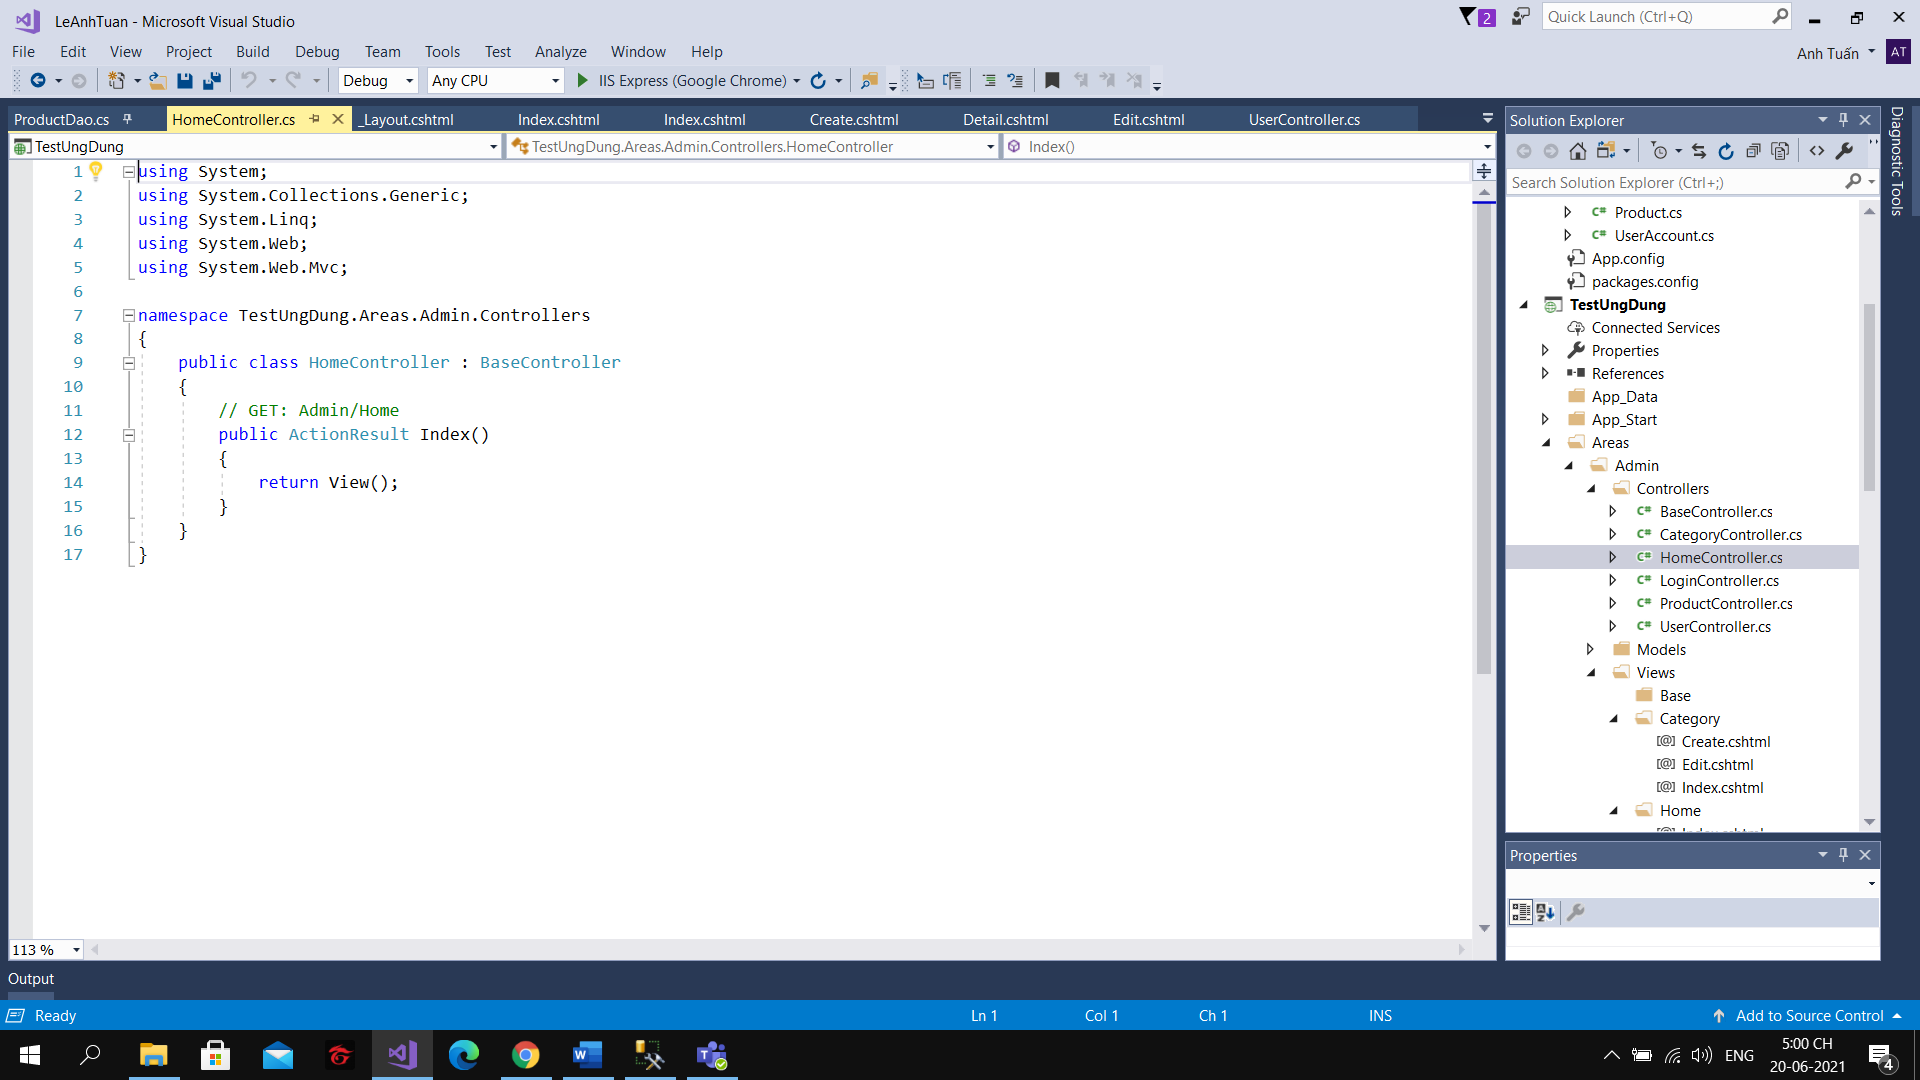 LeAnhTuan - Microsoft Visual Studio
2
Quick Launch (Ctrl+Q)
File Edit View Project Build Debug Team Tools Test Analyze Window Help
Anh Tuấn
AT
Debug Any CPU IIS Express (Google Chrome)
ProductDao.cs HomeController.cs _Layout.cshtml Index.cshtml Index.cshtml Create.cshtml Detail.cshtml Edit.cshtml UserController.cs
TestUngDung TestUngDung.Areas.Admin.Controllers.HomeController Index()
1 using System;
2 using System.Collections.Generic;
3 using System.Linq;
4 using System.Web;
5 using System.Web.Mvc;
6
7 namespace TestUngDung.Areas.Admin.Controllers
8 {
9 public class HomeController : BaseController
10 {
11 // GET: Admin/Home
12 public ActionResult Index()
13 {
14 return View();
15 }
16 }
17 }
113 %
Solution Explorer
Search Solution Explorer (Ctrl+;)
C# Product.cs
C# UserAccount.cs
App.config
packages.config
TestUngDung
Connected Services
Properties
References
App_Data
App_Start
Areas
Admin
Controllers
C# BaseController.cs
C# CategoryController.cs
C# HomeController.cs
C# LoginController.cs
C# ProductController.cs
C# UserController.cs
Models
Views
Base
Category
[@] Create.cshtml
[@] Edit.cshtml
[@] Index.cshtml
Home
Diagnostic Tools
Properties
Output
Ready
Ln 1 Col 1 Ch 1 INS
Add to Source Control
ENG
5:00 CH
20-06-2021
4